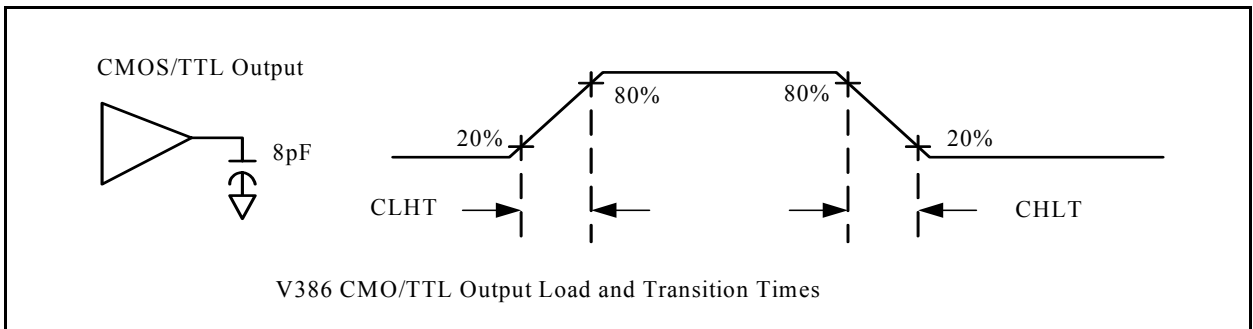 CMOS/TTL Output
8pF
20%
80%
80%
20%
CLHT
CHLT
V386 CMO/TTL Output Load and Transition Times